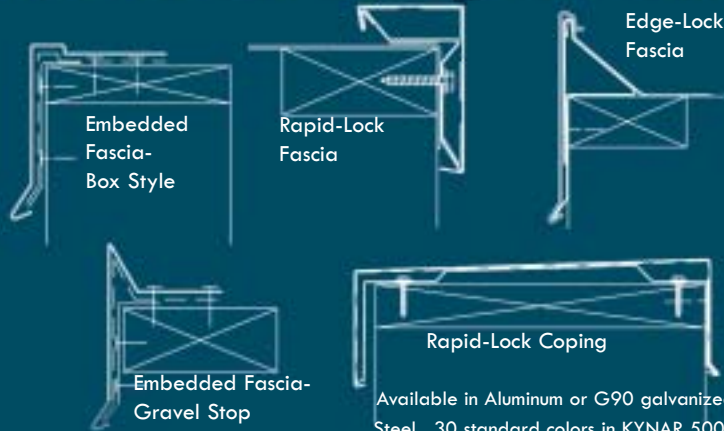 Edge-Lock
Fascia
Embedded
Fascia-
Box Style
Rapid-Lock
Fascia
Rapid-Lock Coping
Embedded Fascia-
Gravel Stop
Available in Aluminum or G90 galvanize
Steel. 30 standard colors in KYNAR 500